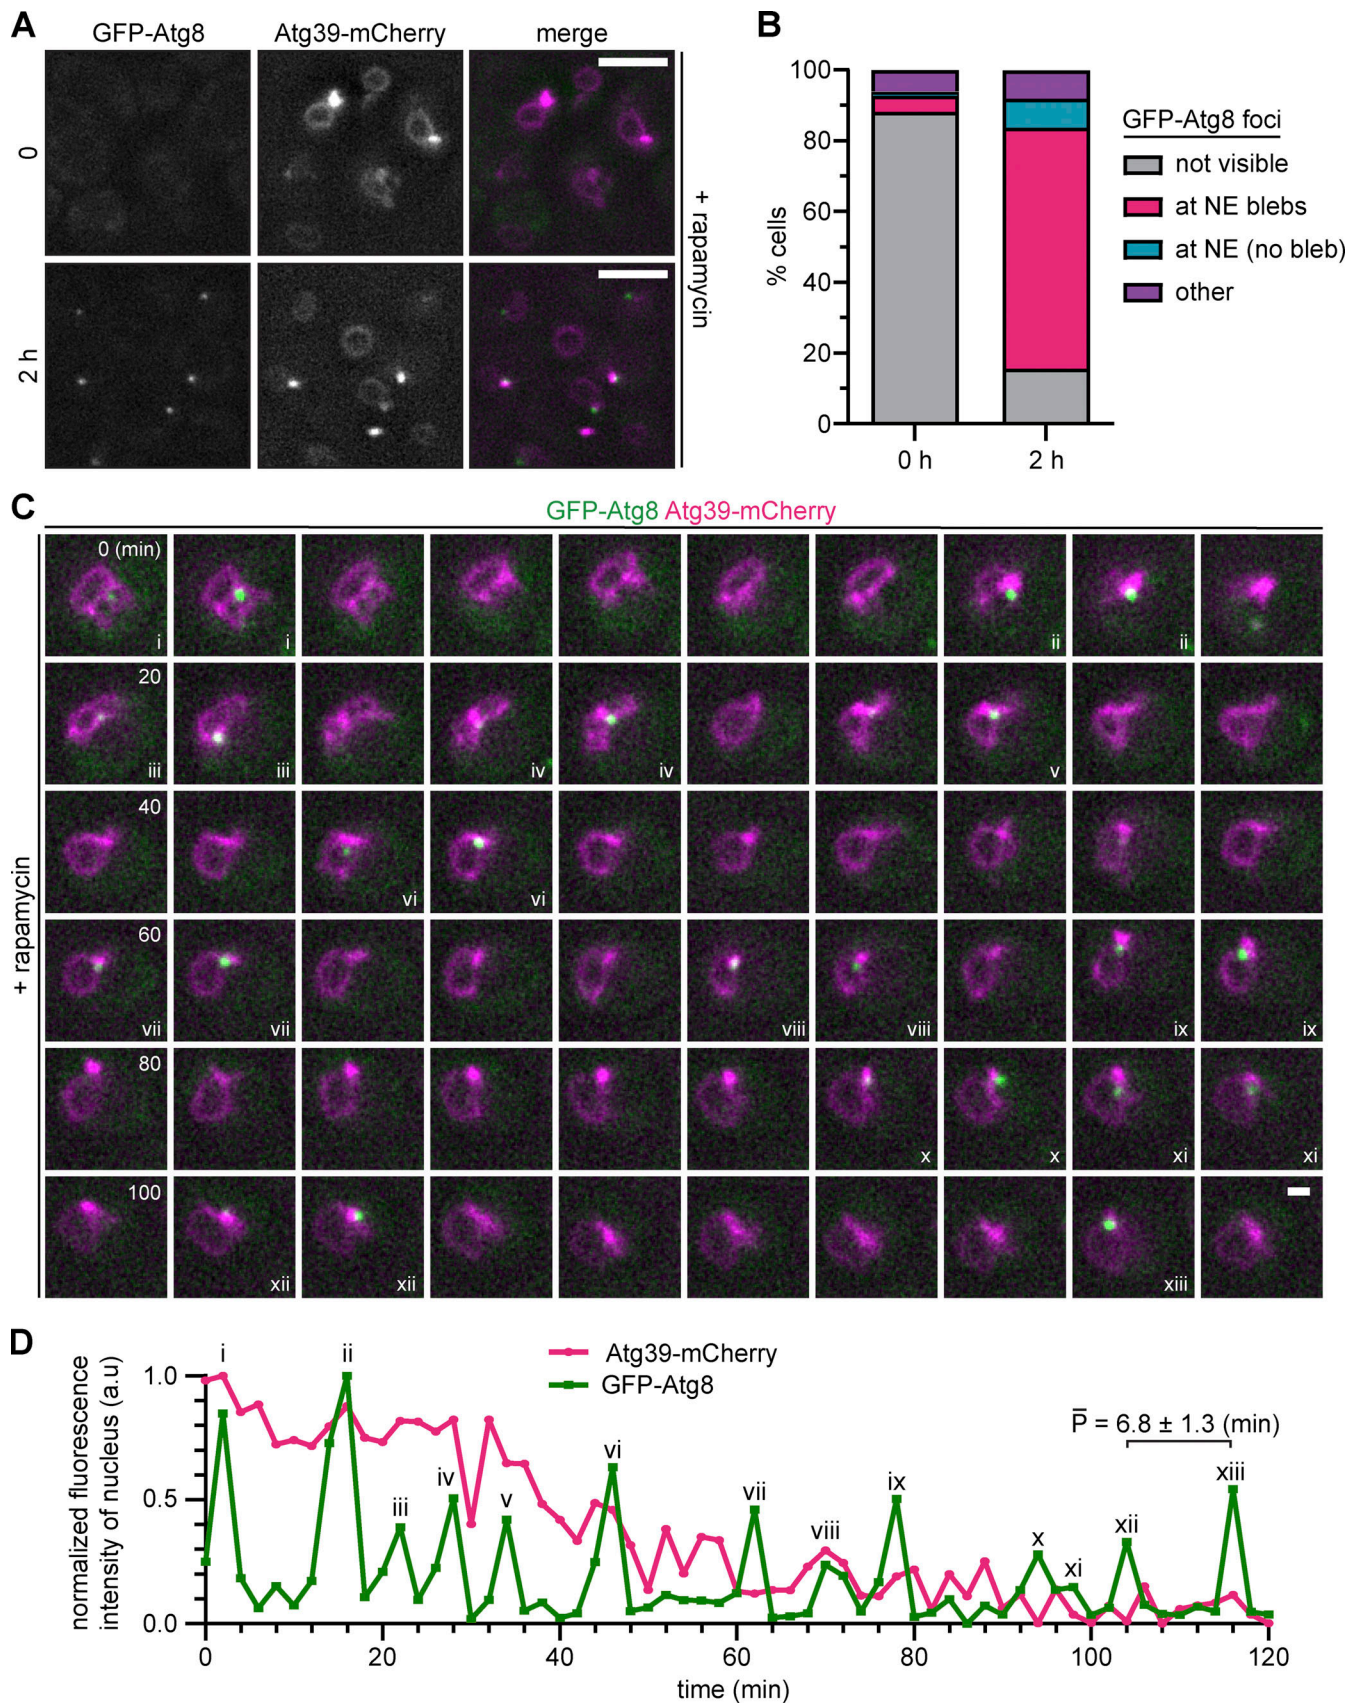 A
GFP-Atg8 Atg39-mCherry merge
0
2 h
+ rapamycin
B
100
80
60
40
20
0
% cells
0 h 2 h
GFP-Atg8 foci
not visible
at NE blebs
at NE (no bleb)
other
C
GFP-Atg8 Atg39-mCherry
+ rapamycin
0 (min)
i i ii ii
20
iii iii iv iv v
40
vi vi
60
vii vii viii viii ix ix
80
x x xi xi
100
xii xii xiii
D
normalized fluorescence
intensity of nucleus (a.u)
Atg39-mCherry
GFP-Atg8
P̅ = 6.8 ± 1.3 (min)
1.0
0.5
0.0
i ii iii iv v vi vii viii ix x xi xii xiii
0 20 40 60 80 100 120
time (min)